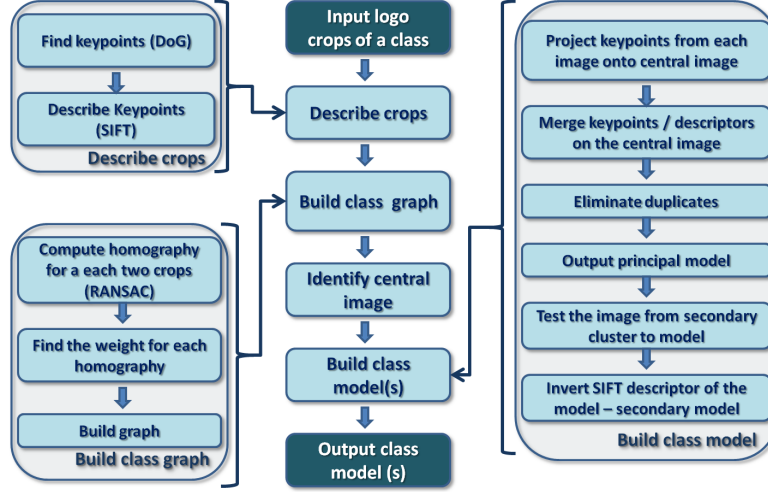 Find keypoints (DoG)
Describe Keypoints
(SIFT)
Describe crops
Compute homography
for a each two crops
(RANSAC)
Find the weight for each
homography
Build graph
Build class graph
Input logo
crops of a class
Describe crops
Build class graph
Identify central
image
Build class
model(s)
Output class
model (s)
Project keypoints from each
image onto central image
Merge keypoints / descriptors
on the central image
Eliminate duplicates
Output principal model
Test the image from secondary
cluster to model
Invert SIFT descriptor of the
model – secondary model
Build class model